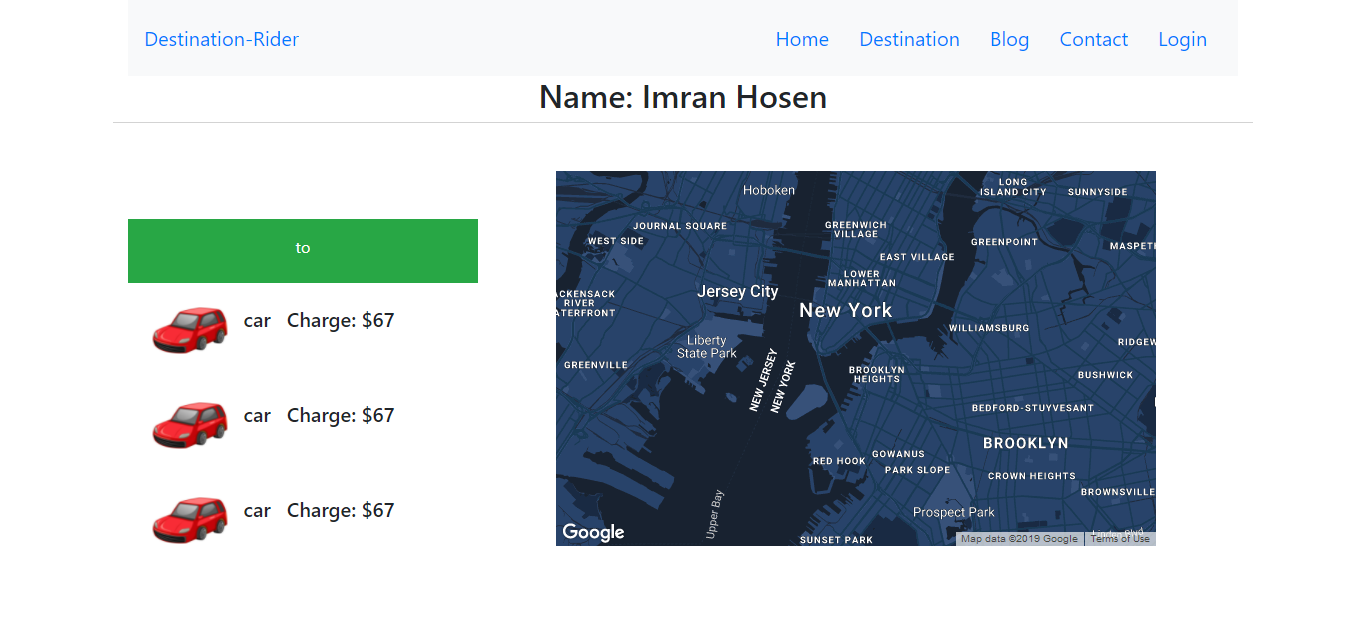 Destination-Rider
Home Destination Blog Contact Login
Name: Imran Hosen
to
car Charge: $67
car Charge: $67
car Charge: $67
Hoboken
LONG
ISLAND CITY
SUNNYSIDE
JOURNAL SQUARE
GREENWICH
VILLAGE
WEST SIDE
GREENPOINT
MASPETH
EAST VILLAGE
LOWER
MANHATTAN
Jersey City
ACKENSACK
RIVER
ATERFRONT
New York
WILLIAMSBURG
Liberty
State Park
RIDGEW
GREENVILLE
NEW JERSEY
NEW YORK
BROOKLYN
HEIGHTS
BUSHWICK
BEDFORD-STUYVESANT
BROOKLYN
RED HOOK
GOWANUS
PARK SLOPE
CROWN HEIGHTS
BROWNSVILLE
Upper Bay
Prospect Park
Google
SUNSET PARK
Linden Blvd
Map data ©2019 Google
Terms of Use